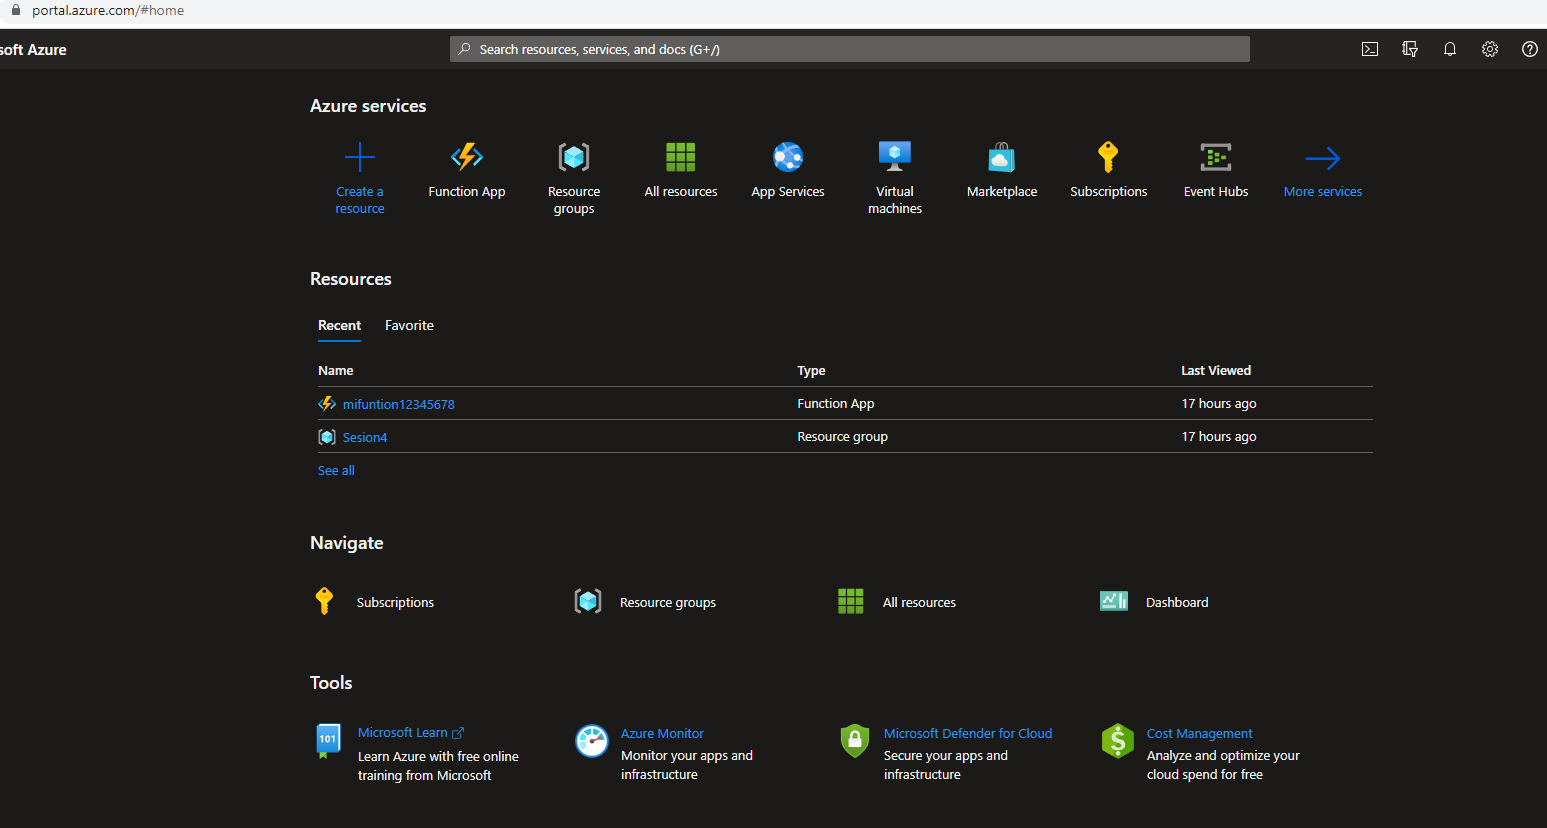 portal.azure.com/#home
soft Azure
Search resources, services, and docs (G+/)
Azure services
Create a
resource
Function App
Resource
groups
All resources
App Services
Virtual
machines
Marketplace
Subscriptions
Event Hubs
More services
Resources
Recent Favorite
Name Type Last Viewed
mifuntion12345678 Function App 17 hours ago
Sesion4 Resource group 17 hours ago
See all
Navigate
Subscriptions Resource groups All resources Dashboard
Tools
101
Microsoft Learn
Learn Azure with free online
training from Microsoft
Azure Monitor
Monitor your apps and
infrastructure
Microsoft Defender for Cloud
Secure your apps and
infrastructure
$
Cost Management
Analyze and optimize your
cloud spend for free